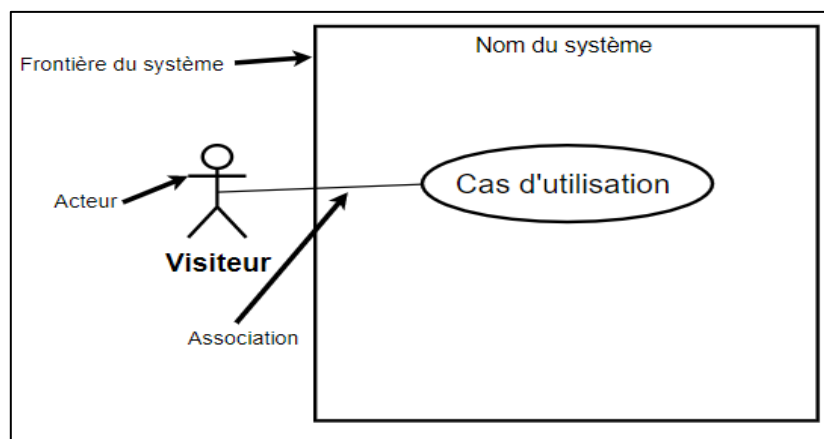 Nom du système
Frontière du système
Cas d'utilisation
Acteur
Visiteur
Association